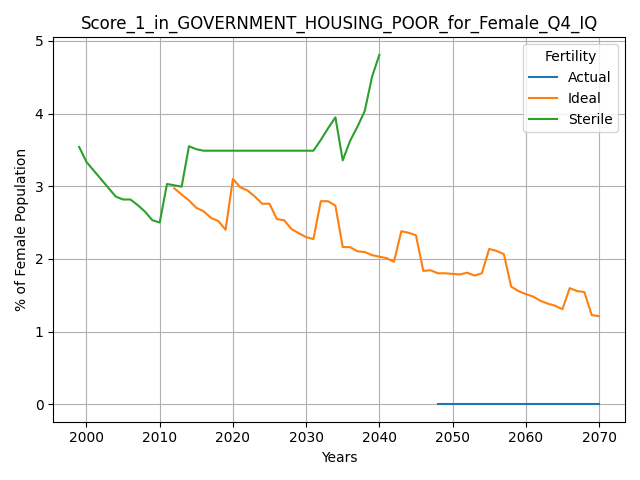 Score_1_in_GOVERNMENT_HOUSING_POOR_for_Female_Q4_IQ
Fertility
Actual
Ideal
Sterile
% of Female Population
5
4
3
2
1
0
2000 2010 2020 2030 2040 2050 2060 2070
Years